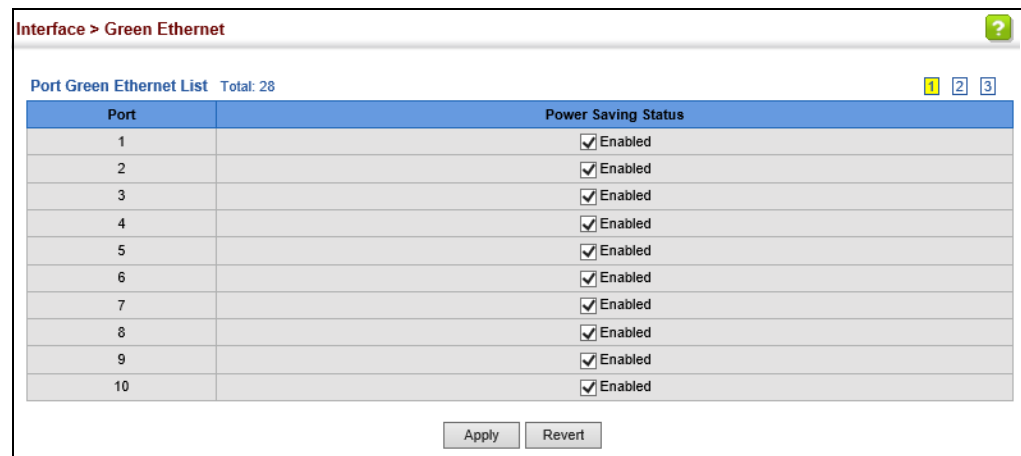 Interface > Green Ethernet
?
Port Green Ethernet List Total: 28 1 2 3
Port Power Saving Status
1 Enabled
2 Enabled
3 Enabled
4 Enabled
5 Enabled
6 Enabled
7 Enabled
8 Enabled
9 Enabled
10 Enabled
Apply Revert